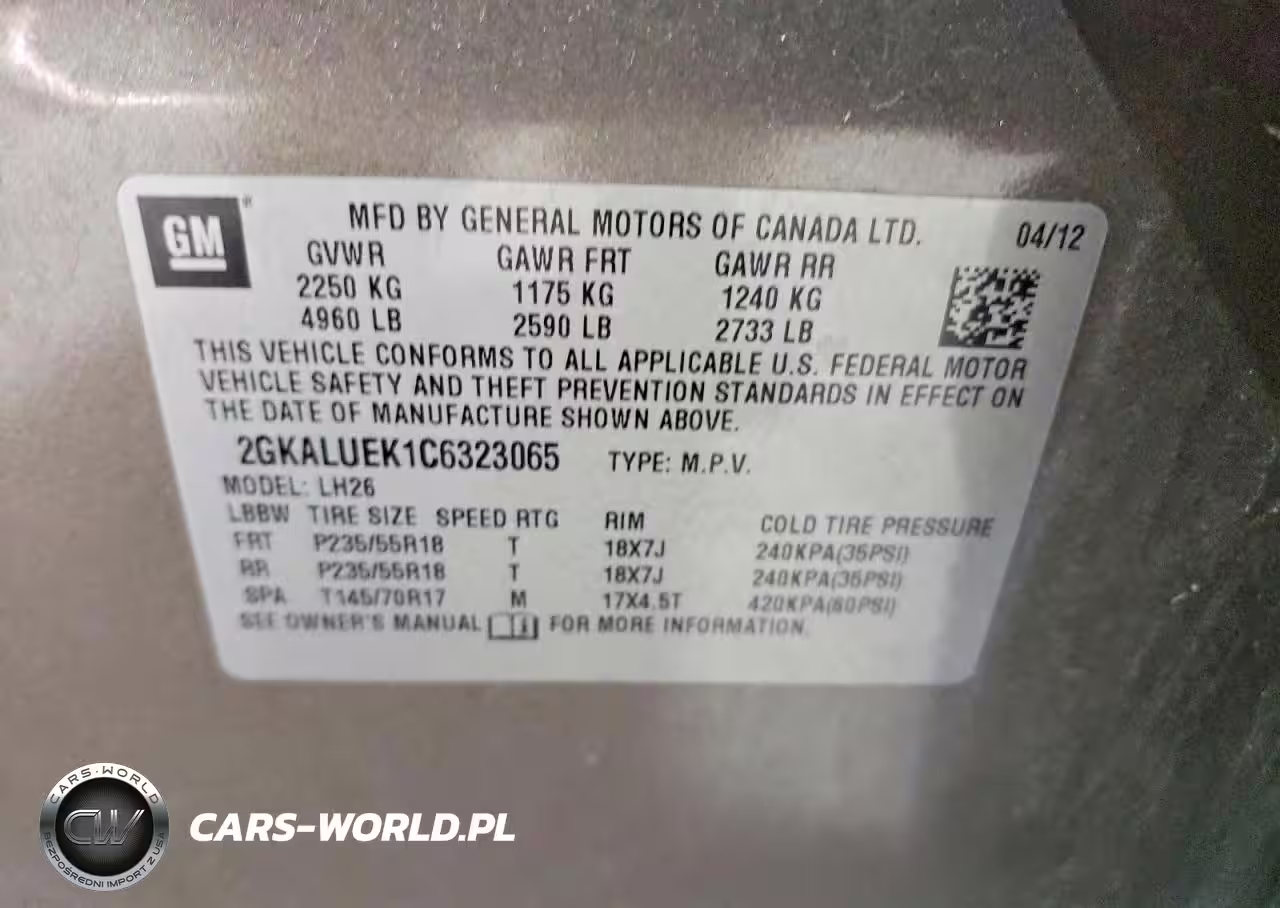 GM®
MFD BY GENERAL MOTORS OF CANADA LTD. 04/12
GVWR GAWR FRT GAWR RR
2250 KG 1175 KG 1240 KG
4960 LB 2590 LB 2733 LB
THIS VEHICLE CONFORMS TO ALL APPLICABLE U.S. FEDERAL MOTOR
VEHICLE SAFETY AND THEFT PREVENTION STANDARDS IN EFFECT ON
THE DATE OF MANUFACTURE SHOWN ABOVE.
2GKALUEK1C6323065 TYPE: M.P.V.
MODEL: LH26
LBBW TIRE SIZE SPEED RTG RIM COLD TIRE PRESSURE
FRT P235/55R18 T 18X7J 240KPA(35PSI)
RR P235/55R18 T 18X7J 240KPA(35PSI)
SPA T145/70R17 M 17X4.5T 420KPA(60PSI)
SEE OWNER'S MANUAL FOR MORE INFORMATION.
CARS-WORLD
CW
BEZPOŚREDNI IMPORT Z USA
CARS-WORLD.PL